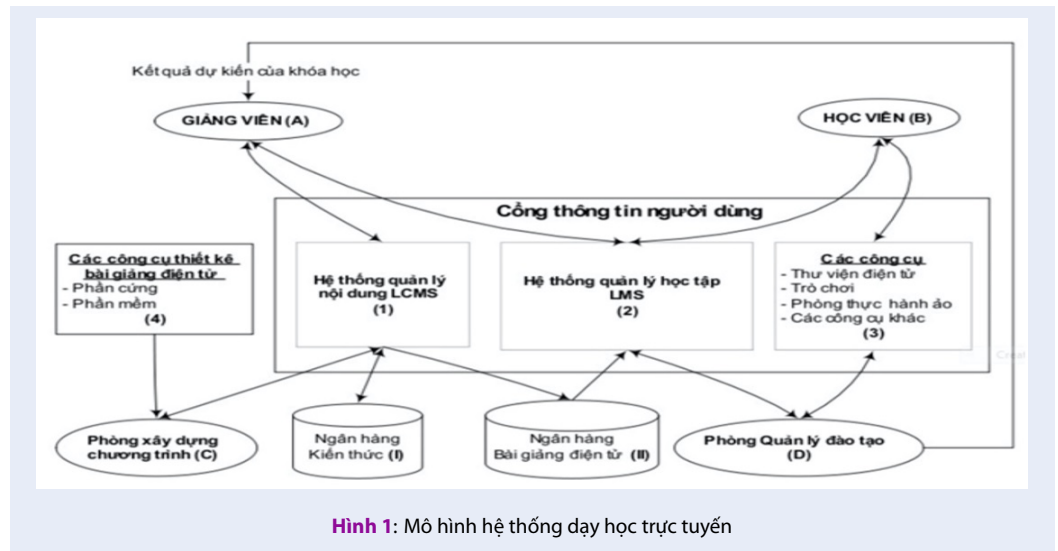 Kết quả dự kiến của khóa học
GIẢNG VIÊN (A)
HỌC VIÊN (B)
Cổng thông tin người dùng
Các công cụ thiết kế
bài giảng điện tử
- Phần cứng
- Phần mềm
(4)
Hệ thống quản lý
nội dung LCMS
(1)
Hệ thống quản lý học tập
LMS
(2)
Các công cụ
- Thư viện điện tử
- Trò chơi
- Phòng thực hành ảo
- Các công cụ khác
(3)
Phòng xây dựng
chương trình (C)
Ngân hàng
Kiến thức (I)
Ngân hàng
Bài giảng điện tử (II)
Phòng Quản lý đào tạo
(D)
Hình 1: Mô hình hệ thống dạy học trực tuyến